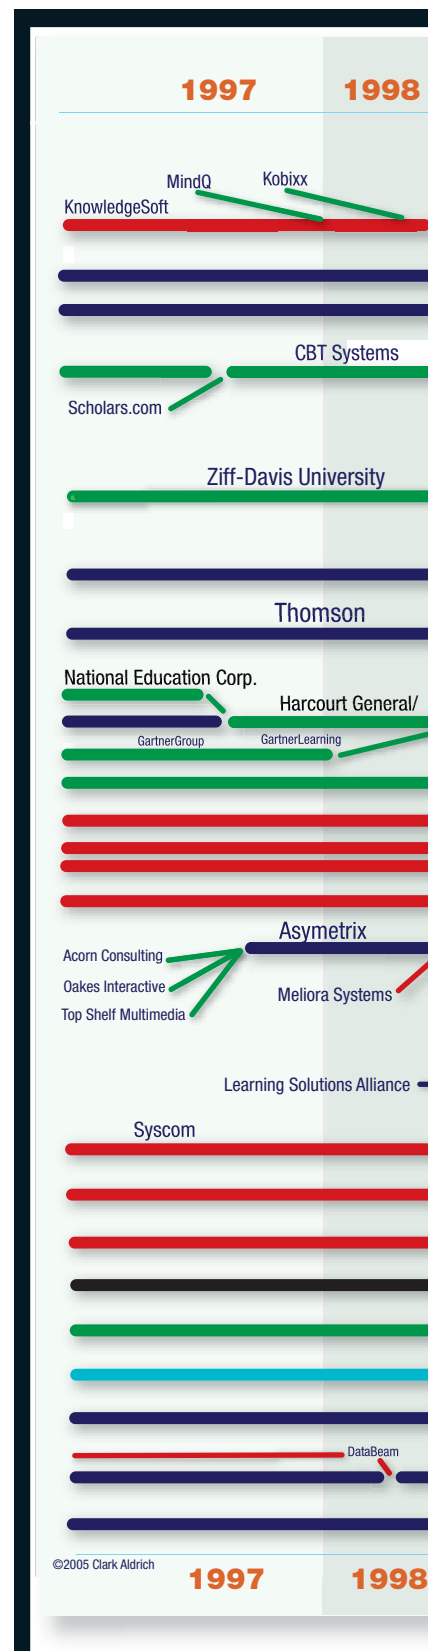 1997 1998
MindQ Kobixx
KnowledgeSoft
CBT Systems
Scholars.com
Ziff-Davis University
Thomson
National Education Corp.
Harcourt General/
GartnerGroup GartnerLearning
Asymetrix
Acorn Consulting
Oakes Interactive
Meliora Systems
Top Shelf Multimedia
Learning Solutions Alliance
Syscom
DataBeam
©2005 Clark Aldrich
1997 1998